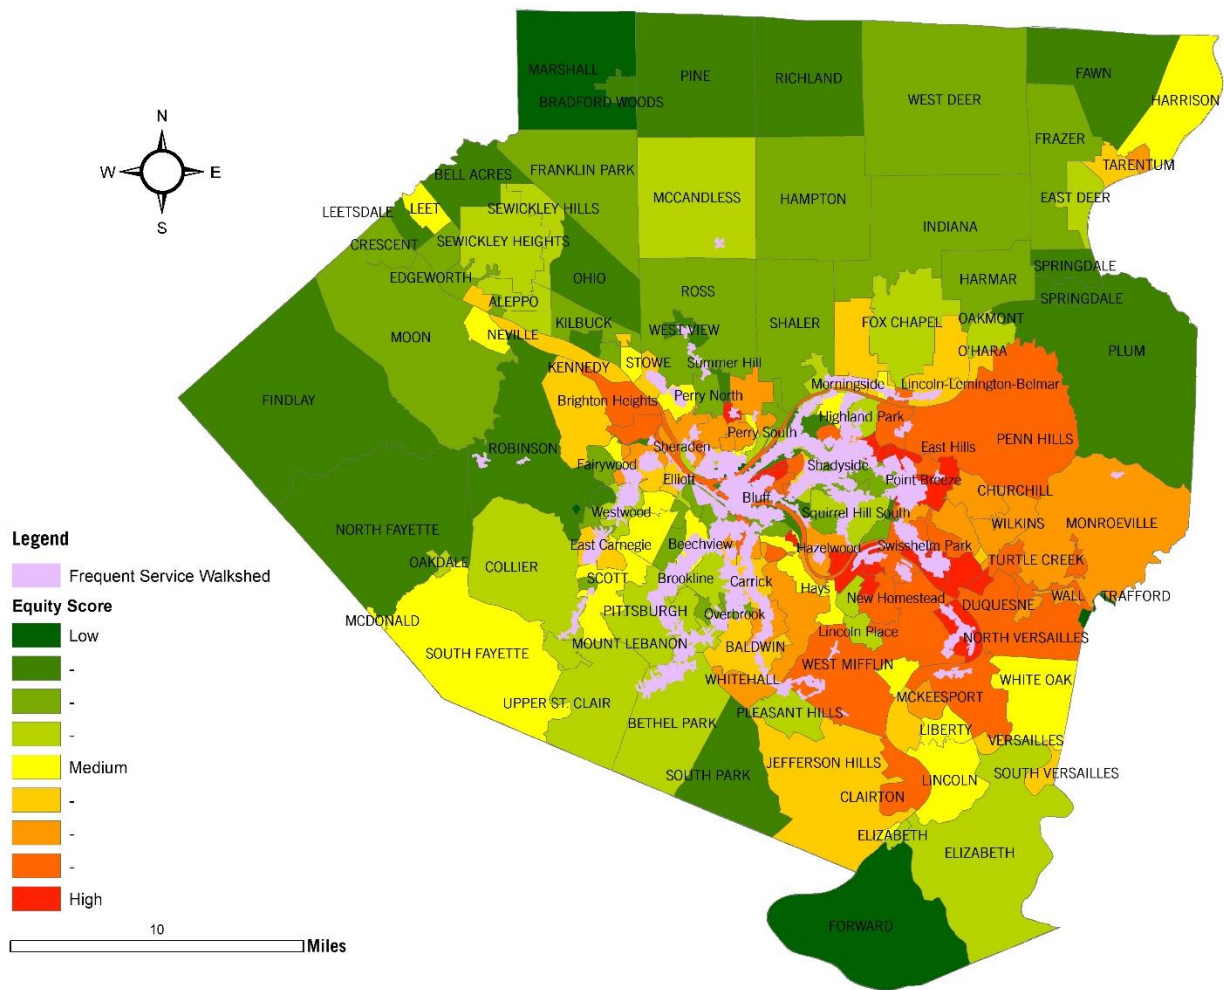 MARSHALL
PINE
RICHLAND
FAWN
BRADFORD WOODS
WEST DEER
HARRISON
N
W
E
S
FRAZER
TARENTUM
BELL ACRES
FRANKLIN PARK
MCCANDLESS
HAMPTON
EAST DEER
LEETSDALE
LEET
SEWICKLEY HILLS
INDIANA
CRESCENT
SEWICKLEY HEIGHTS
SPRINGDALE
EDGEWORTH
OHIO
HARMAR
ROSS
SPRINGDALE
ALEPPO
KILBUCK
WEST VIEW
SHALER
FOX CHAPEL
OAKMONT
MOON
NEVILLE
O'HARA
PLUM
STOWE
Summer Hill
KENNEDY
Morningside
Lincoln-Lemington-Belmar
FINDLAY
Brighton Heights
Perry North
Highland Park
Perry South
PENN HILLS
ROBINSON
Sheraden
East Hills
Fairywood
Shadyside
Elliott
Point Breeze
Bluff
CHURCHILL
Westwood
Squirrel Hill South
WILKINS
MONROEVILLE
NORTH FAYETTE
East Carnegie
Beechview
Hazelwood
Swisshelm Park
TURTLE CREEK
OAKDALE
COLLIER
SCOTT
Brookline
Carrick
Hays
New Homestead
DUQUESNE
WALL
TRAFFORD
MCDONALD
PITTSBURGH
Overbrook
Lincoln Place
NORTH VERSAILLES
SOUTH FAYETTE
MOUNT LEBANON
BALDWIN
WEST MIFFLIN
WHITEHALL
WHITE OAK
UPPER ST. CLAIR
MCKEESPORT
BETHEL PARK
PLEASANT HILLS
LIBERTY
VERSAILLES
JEFFERSON HILLS
SOUTH PARK
LINCOLN
SOUTH VERSAILLES
CLAIRTON
ELIZABETH
ELIZABETH
FORWARD
Legend
Frequent Service Walkshed
Equity Score
Low
-
-
-
Medium
-
-
-
High
10
Miles